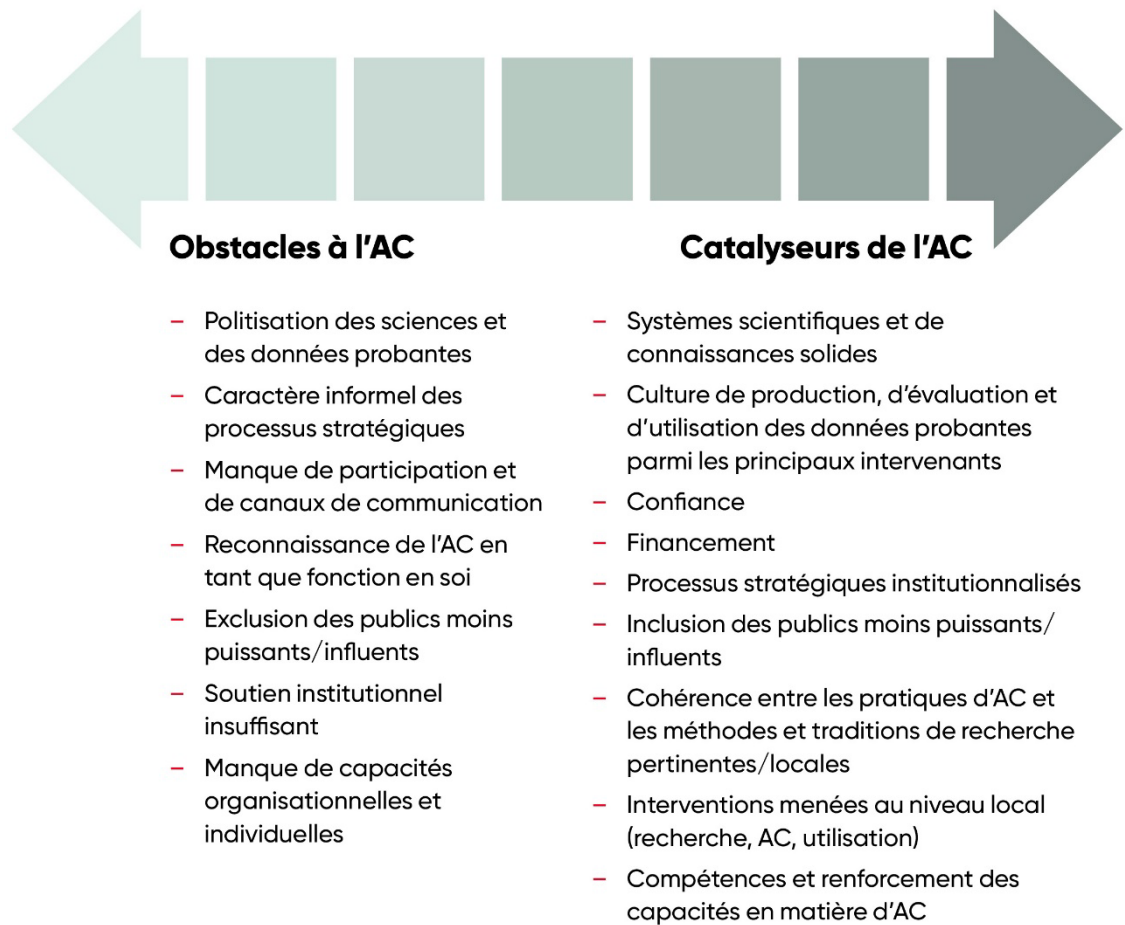 Obstacles à l’AC
– Politisation des sciences et
des données probantes
– Caractère informel des
processus stratégiques
– Manque de participation et
de canaux de communication
– Reconnaissance de l’AC en
tant que fonction en soi
– Exclusion des publics moins
puissants/influents
– Soutien institutionnel
insuffisant
– Manque de capacités
organisationnelles et
individuelles
Catalyseurs de l’AC
– Systèmes scientifiques et de
connaissances solides
– Culture de production, d’évaluation et
d’utilisation des données probantes
parmi les principaux intervenants
– Confiance
– Financement
– Processus stratégiques institutionnalisés
– Inclusion des publics moins puissants/
influents
– Cohérence entre les pratiques d’AC et
les méthodes et traditions de recherche
pertinentes/locales
– Interventions menées au niveau local
(recherche, AC, utilisation)
– Compétences et renforcement des
capacités en matière d’AC